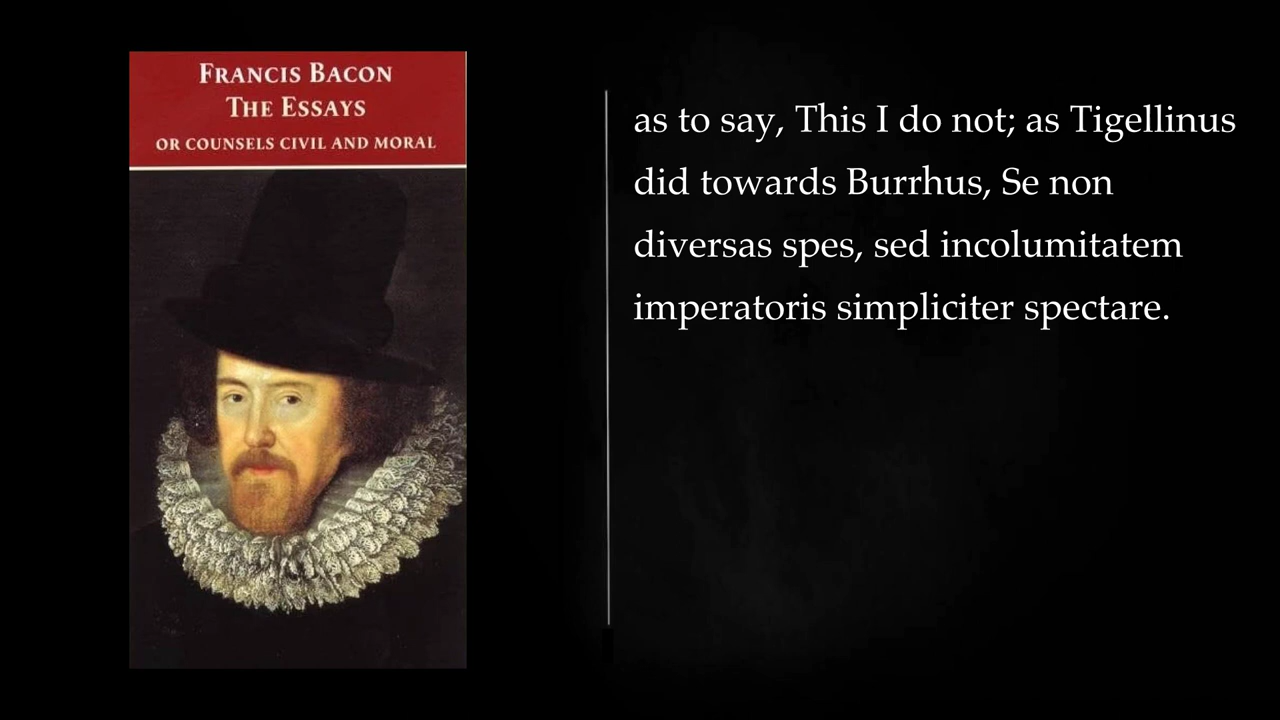 FRANCIS BACON
THE ESSAYS
OR COUNSELS CIVIL AND MORAL
as to say, This I do not; as Tigellinus
did towards Burrhus, Se non
diversas spes, sed incolumitatem
imperatoris simpliciter spectare.